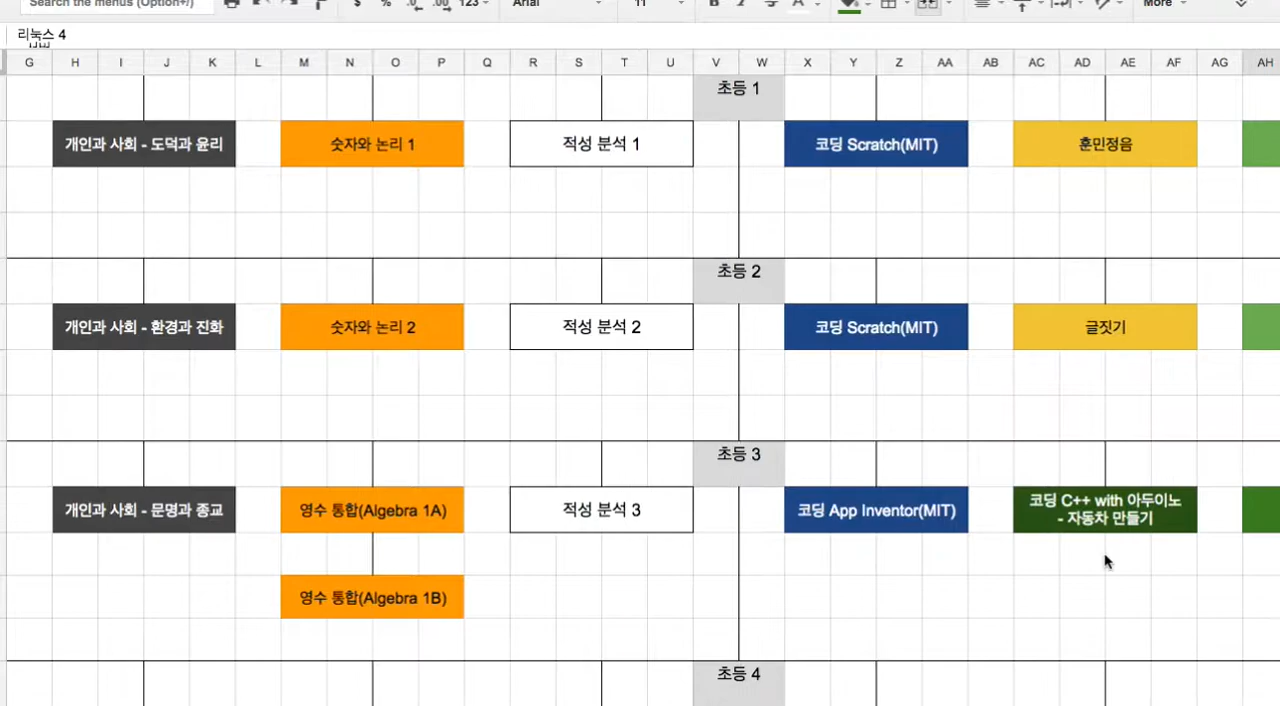 Search the menus (Option+/)
$ % .0 .00 123 Arial 11 B A More
리눅스 4
G H I J K L M N O P Q R S T U V W X Y Z AA AB AC AD AE AF AG AH
초등 1
개인과 사회 - 도덕과 윤리 숫자와 논리 1 적성 분석 1 코딩 Scratch(MIT) 훈민정음
초등 2
개인과 사회 - 환경과 진화 숫자와 논리 2 적성 분석 2 코딩 Scratch(MIT) 글짓기
초등 3
개인과 사회 - 문명과 종교 영수 통합(Algebra 1A) 적성 분석 3 코딩 App Inventor(MIT) 코딩 C++ with 아두이노
- 자동차 만들기
영수 통합(Algebra 1B)
초등 4